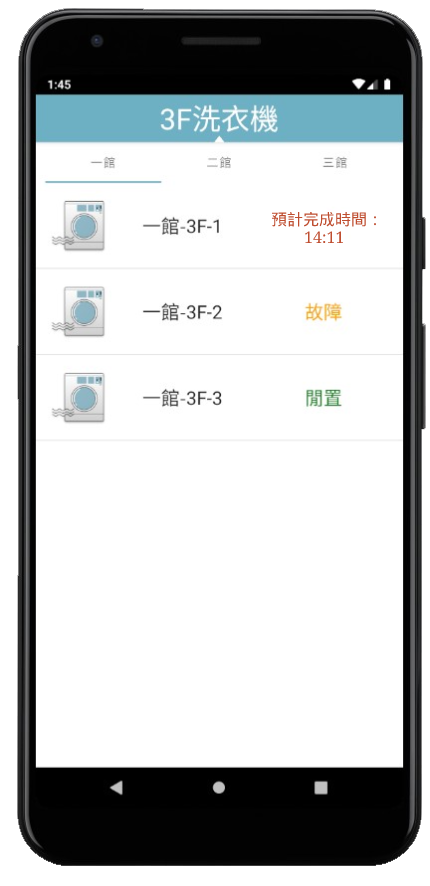 1:45
3F洗衣機
一館
二館
三館
一館-3F-1
預計完成時間：
14:11
一館-3F-2
故障
一館-3F-3
閒置